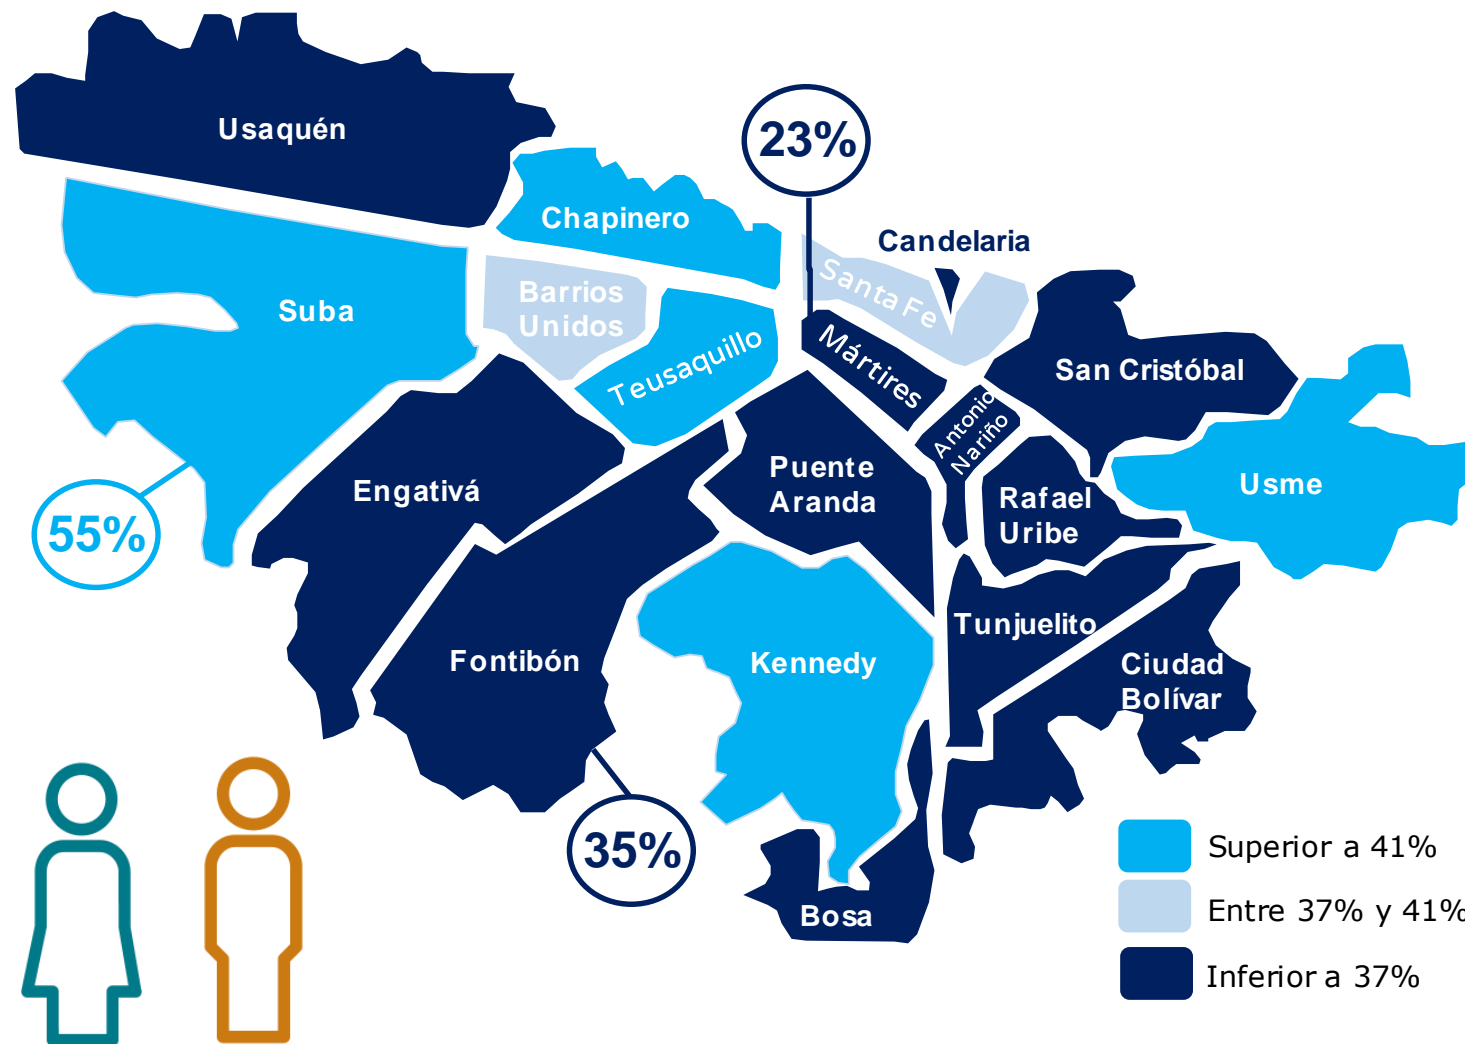 Usaquén
23%
Chapinero
Candelaria
Santa Fe
Suba
Barrios
Unidos
Teusaquillo
Mártires
San Cristóbal
Antonio
Nariño
Engativá
Puente
Aranda
Rafael
Uribe
Usme
55%
Fontibón
Kennedy
Tunjuelito
Ciudad
Bolívar
35%
Bosa
Superior a 41%
Entre 37% y 41%
Inferior a 37%